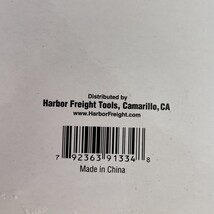 Distributed by
Harbor Freight Tools, Camarillo, CA
www.HarborFreight.com
7 92363 91334 8
Made in China